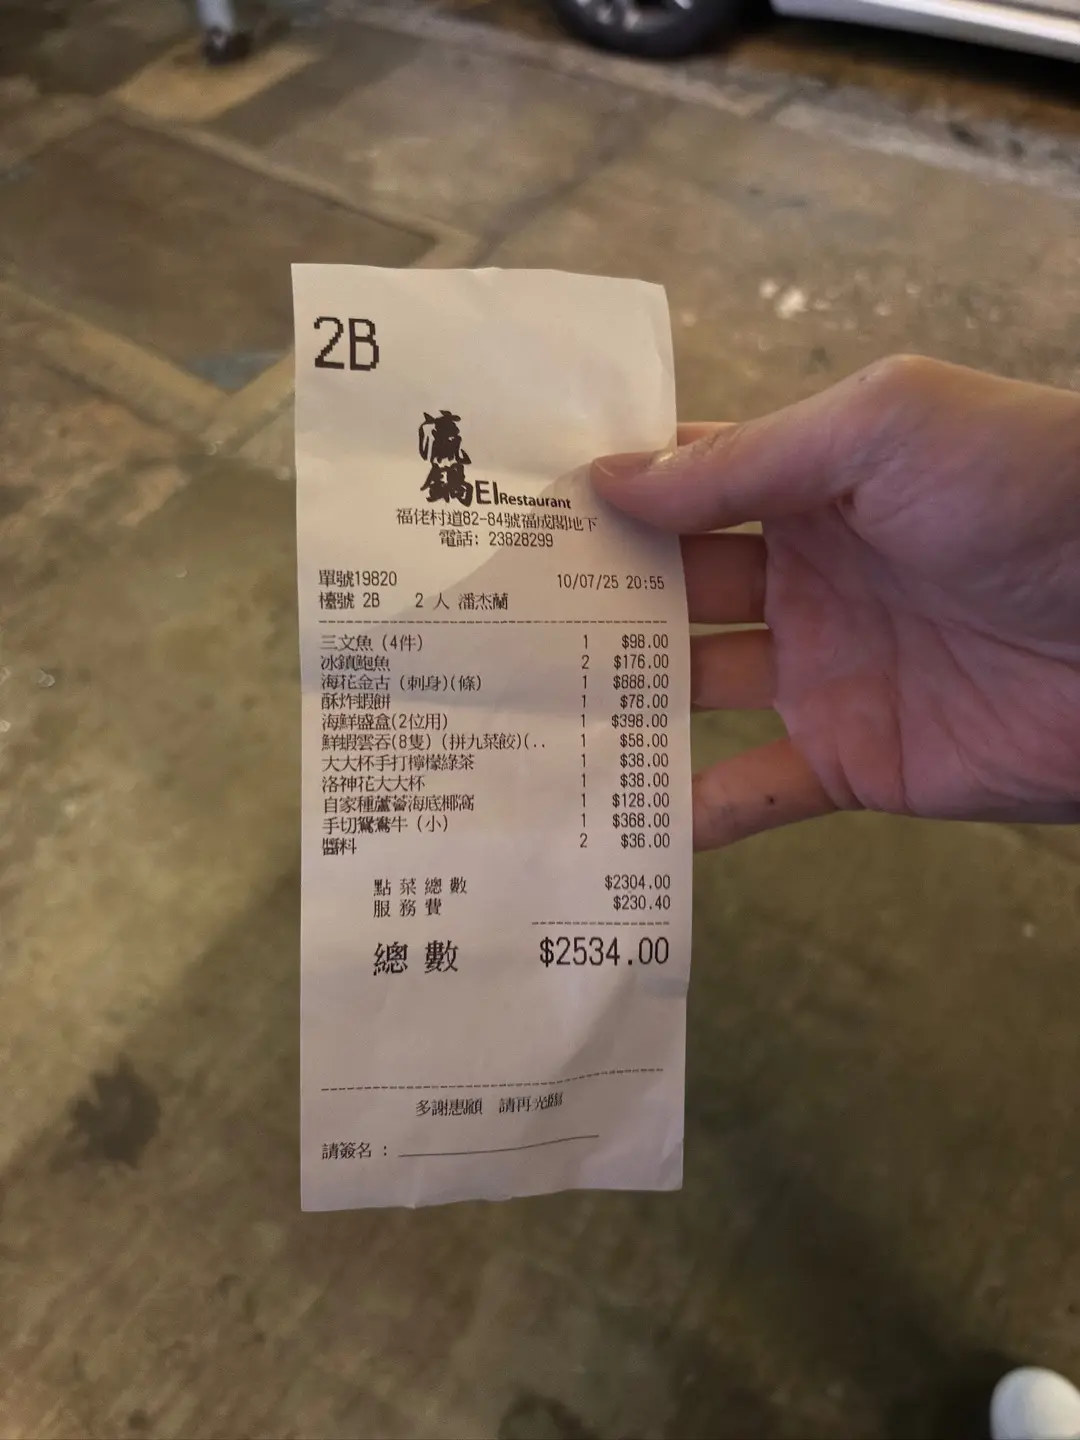 2B
瀛
鍋 EI Restaurant
福佬村道82-84號福成閣地下
電話: 23828299
單號19820 10/07/25 20:55
檯號 2B 2 人 潘杰蘭
三文魚 (4件) 1 $98.00
冰鎮鮑魚 2 $176.00
海花金古 (刺身)(條) 1 $888.00
酥炸蝦餅 1 $78.00
海鮮盛盒(2位用) 1 $398.00
鮮蝦雲吞(8隻) (拼九菜餃)(.. 1 $58.00
大大杯手打檸檬綠茶 1 $38.00
洛神花大大杯 1 $38.00
自家種蘆薈海底椰窩 1 $128.00
手切鴛鴦牛 (小) 1 $368.00
醬料 2 $36.00
點菜總數 $2304.00
服務費 $230.40
總數 $2534.00
多謝惠顧 請再光臨
請簽名 :